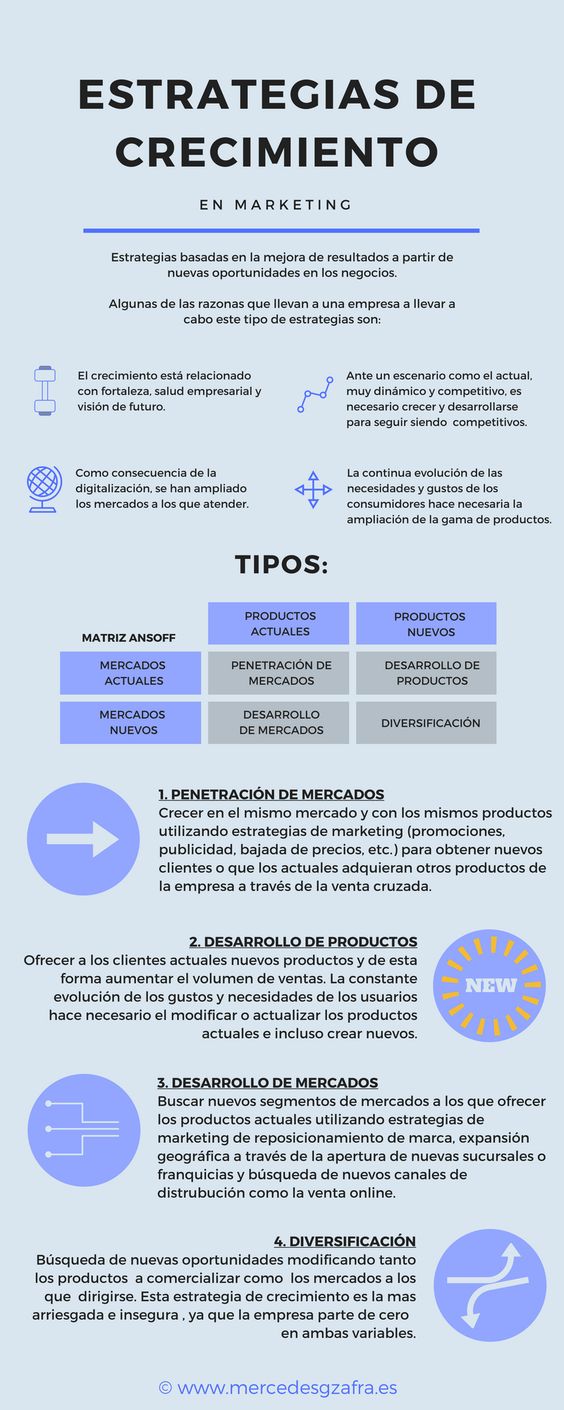 ESTRATEGIAS DE
CRECIMIENTO
EN MARKETING
Estrategias basadas en la mejora de resultados a partir de
nuevas oportunidades en los negocios.
Algunas de las razonas que llevan a una empresa a llevar a
cabo este tipo de estrategias son:
El crecimiento está relacionado
con fortaleza, salud empresarial y
visión de futuro.
Ante un escenario como el actual,
muy dinámico y competitivo, es
necesario crecer y desarrollarse
para seguir siendo competitivos.
Como consecuencia de la
digitalización, se han ampliado
los mercados a los que atender.
La continua evolución de las
necesidades y gustos de los
consumidores hace necesaria la
ampliación de la gama de productos.
TIPOS:
MATRIZ ANSOFF
PRODUCTOS
ACTUALES
PRODUCTOS
NUEVOS
MERCADOS
ACTUALES
PENETRACIÓN DE
MERCADOS
DESARROLLO DE
PRODUCTOS
MERCADOS
NUEVOS
DESARROLLO
DE MERCADOS
DIVERSIFICACIÓN
1. PENETRACIÓN DE MERCADOS
Crecer en el mismo mercado y con los mismos productos
utilizando estrategias de marketing (promociones,
publicidad, bajada de precios, etc.) para obtener nuevos
clientes o que los actuales adquieran otros productos de
la empresa a través de la venta cruzada.
2. DESARROLLO DE PRODUCTOS
Ofrecer a los clientes actuales nuevos productos y de esta
forma aumentar el volumen de ventas. La constante
evolución de los gustos y necesidades de los usuarios
hace necesario el modificar o actualizar los productos
actuales e incluso crear nuevos.
NEW
3. DESARROLLO DE MERCADOS
Buscar nuevos segmentos de mercados a los que ofrecer
los productos actuales utilizando estrategias de
marketing de reposicionamiento de marca, expansión
geográfica a través de la apertura de nuevas sucursales o
franquicias y búsqueda de nuevos canales de
distrubución como la venta online.
4. DIVERSIFICACIÓN
Búsqueda de nuevas oportunidades modificando tanto
los productos a comercializar como los mercados a los
que dirigirse. Esta estrategia de crecimiento es la mas
arriesgada e insegura , ya que la empresa parte de cero
en ambas variables.
© www.mercedesgzafra.es